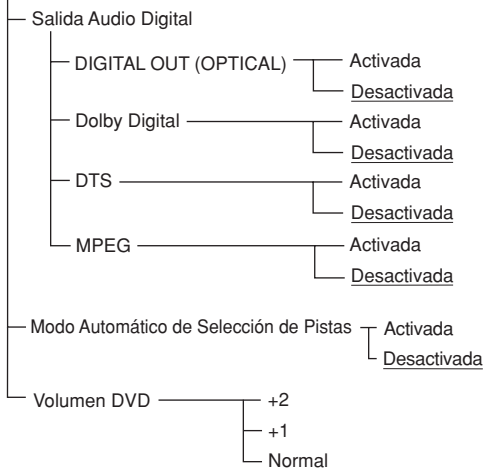 Salida Audio Digital
DIGITAL OUT (OPTICAL) Activada
Desactivada
Dolby Digital Activada
Desactivada
DTS Activada
Desactivada
MPEG Activada
Desactivada
Modo Automático de Selección de Pistas Activada
Desactivada
Volumen DVD +2
+1
Normal